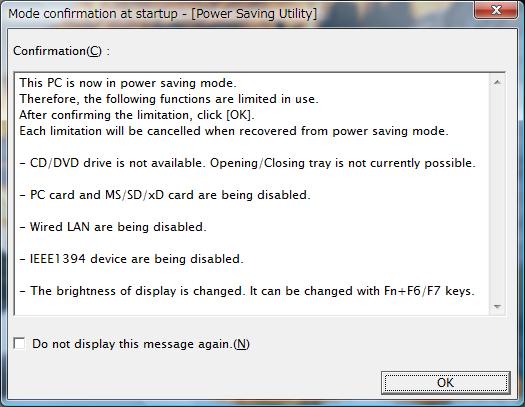 Mode confirmation at startup - [Power Saving Utility]
Confirmation(C) :
This PC is now in power saving mode.
Therefore, the following functions are limited in use.
After confirming the limitation, click [OK].
Each limitation will be cancelled when recovered from power saving mode.
- CD/DVD drive is not available. Opening/Closing tray is not currently possible.
- PC card and MS/SD/xD card are being disabled.
- Wired LAN are being disabled.
- IEEE1394 device are being disabled.
- The brightness of display is changed. It can be changed with Fn+F6/F7 keys.
Do not display this message again.(N)
OK